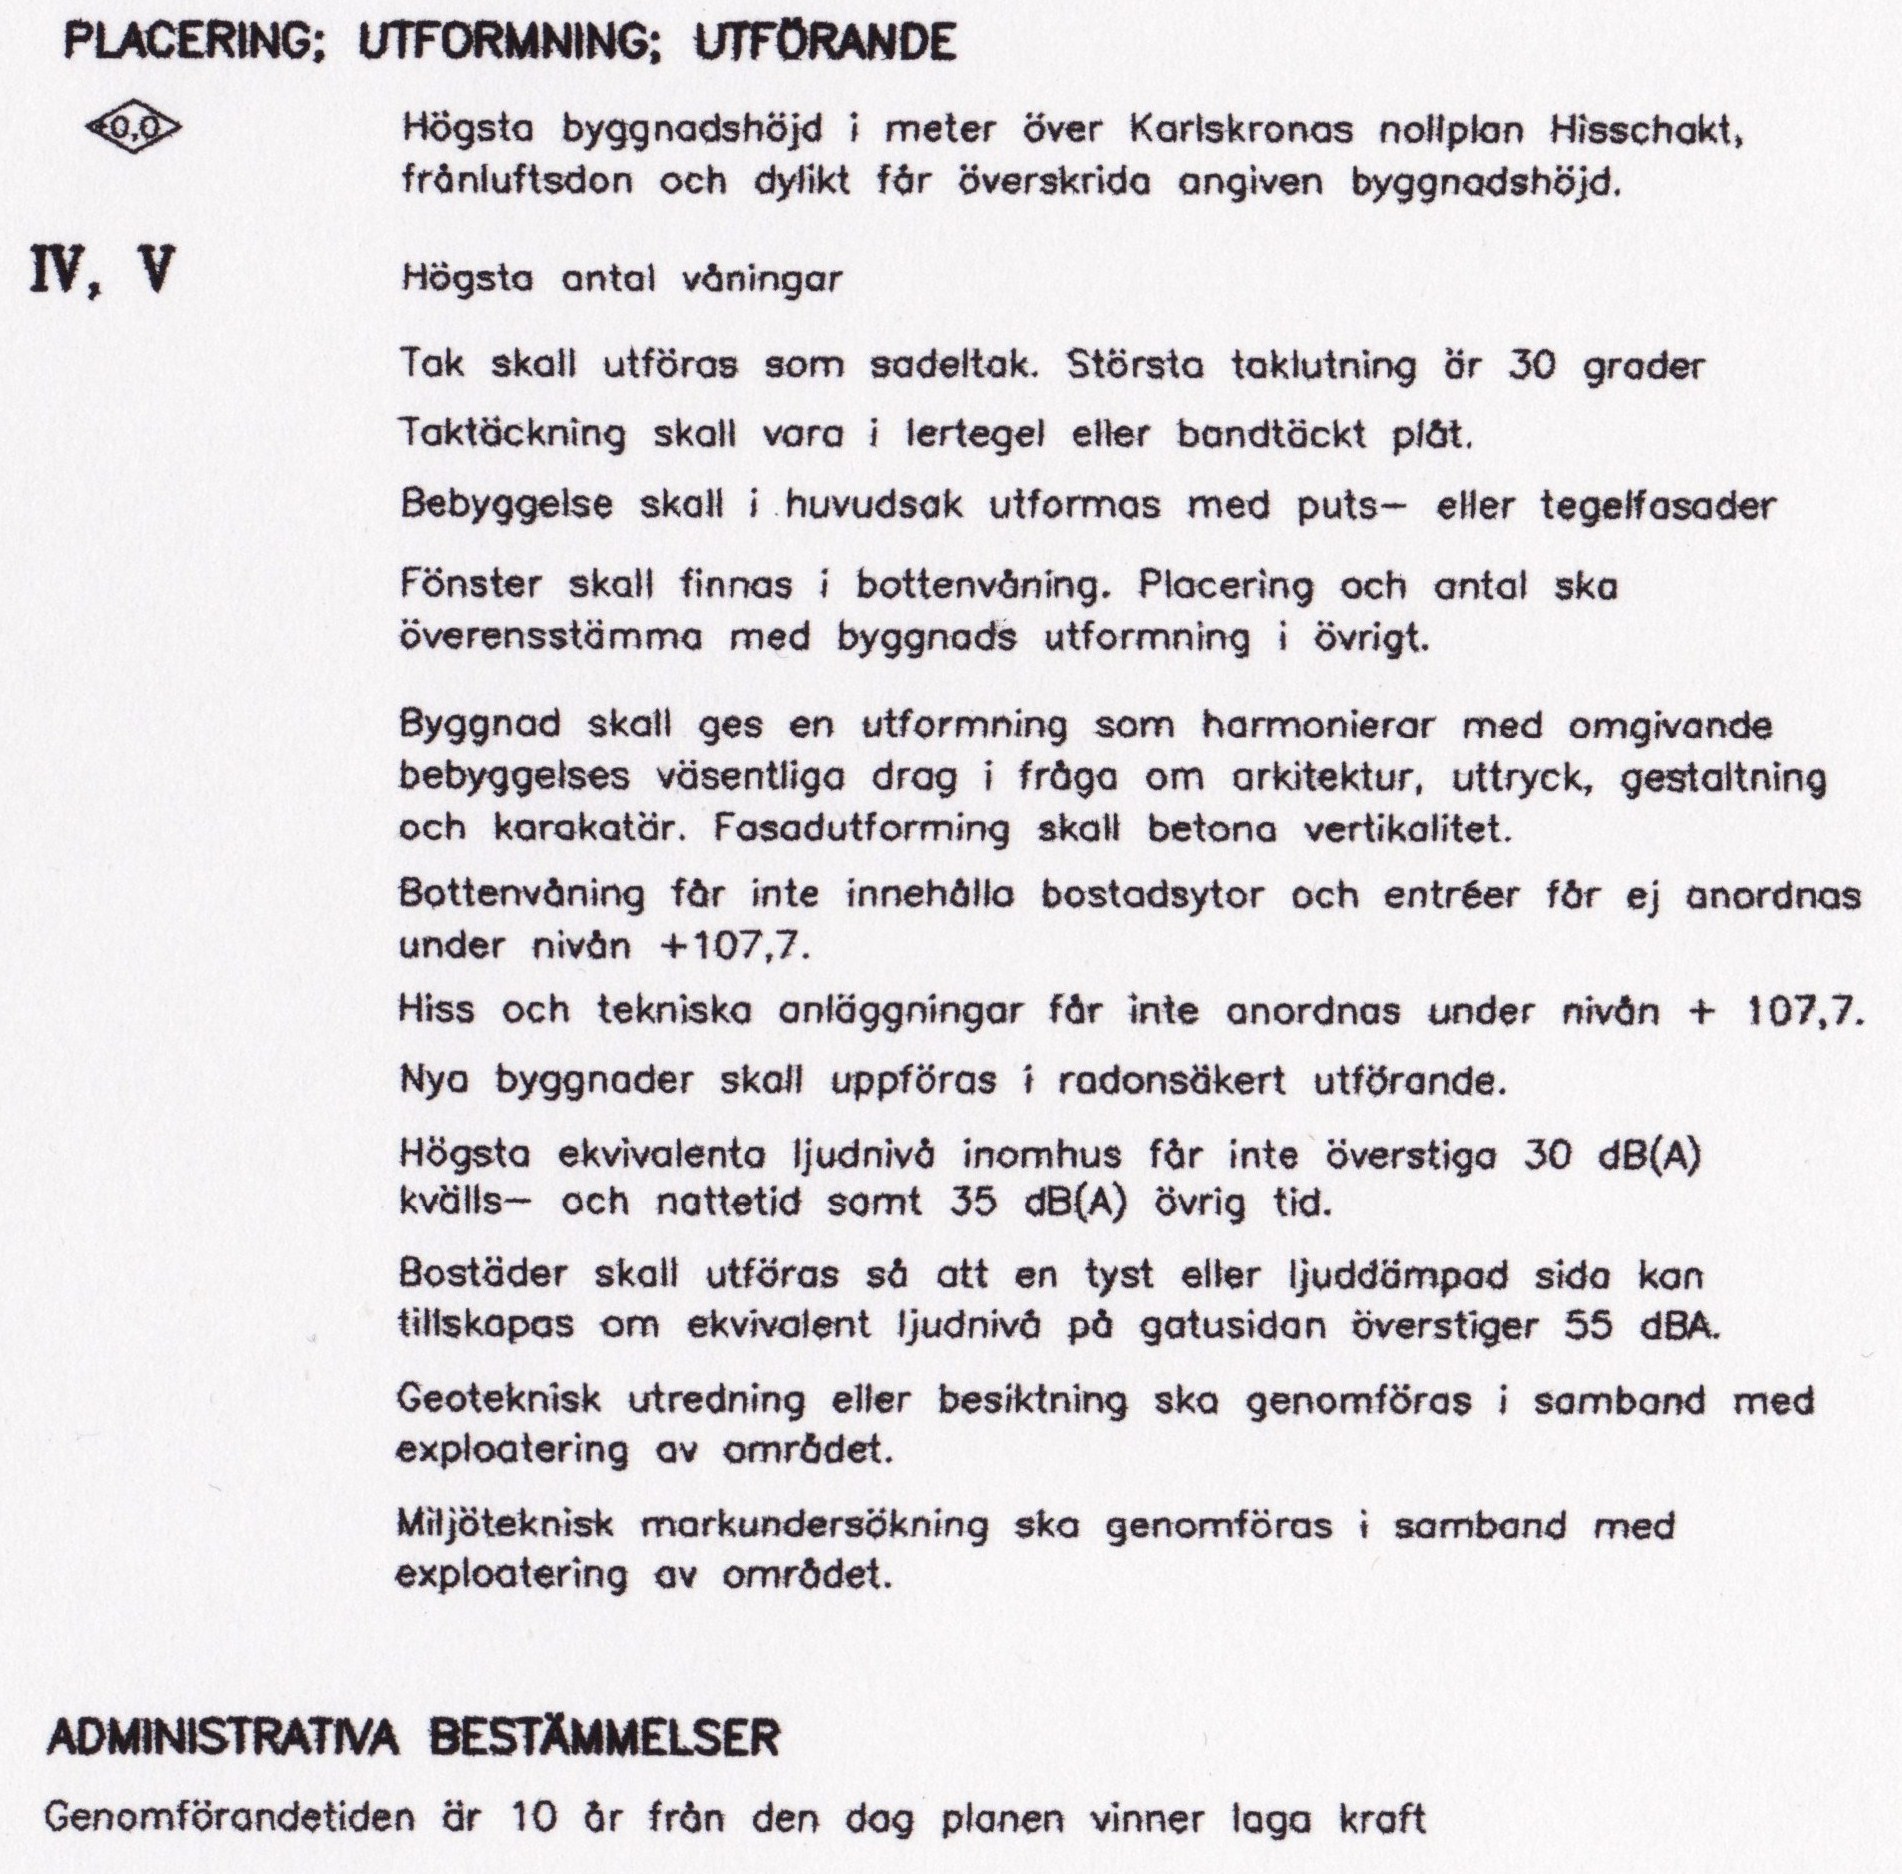 PLACERING; UTFORMNING; UTFÖRANDE
+0,0
Högsta byggnadshöjd i meter över Karlskronas nollplan Hisschakt,
frånluftsdon och dylikt får överskrida angiven byggnadshöjd.
IV, V
Högsta antal våningar
Tak skall utföras som sadeltak. Största taklutning är 30 grader
Taktäckning skall vara i lertegel eller bandtäckt plåt.
Bebyggelse skall i huvudsak utformas med puts- eller tegelfasader
Fönster skall finnas i bottenvåning. Placering och antal ska
överensstämma med byggnads utformning i övrigt.
Byggnad skall ges en utformning som harmonierar med omgivande
bebyggelses väsentliga drag i fråga om arkitektur, uttryck, gestaltning
och karakatär. Fasadutforming skall betona vertikalitet.
Bottenvåning får inte innehålla bostadsytor och entréer får ej anordnas
under nivån +107,7.
Hiss och tekniska anläggningar får inte anordnas under nivån + 107,7.
Nya byggnader skall uppföras i radonsäkert utförande.
Högsta ekvivalenta ljudnivå inomhus får inte överstiga 30 dB(A)
kvälls- och nattetid samt 35 dB(A) övrig tid.
Bostäder skall utföras så att en tyst eller ljuddämpad sida kan
tillskapas om ekvivalent ljudnivå på gatusidan överstiger 55 dBA.
Geoteknisk utredning eller besiktning ska genomföras i samband med
exploatering av området.
Miljöteknisk markundersökning ska genomföras i samband med
exploatering av området.
ADMINISTRATIVA BESTÄMMELSER
Genomförandetiden är 10 år från den dag planen vinner laga kraft